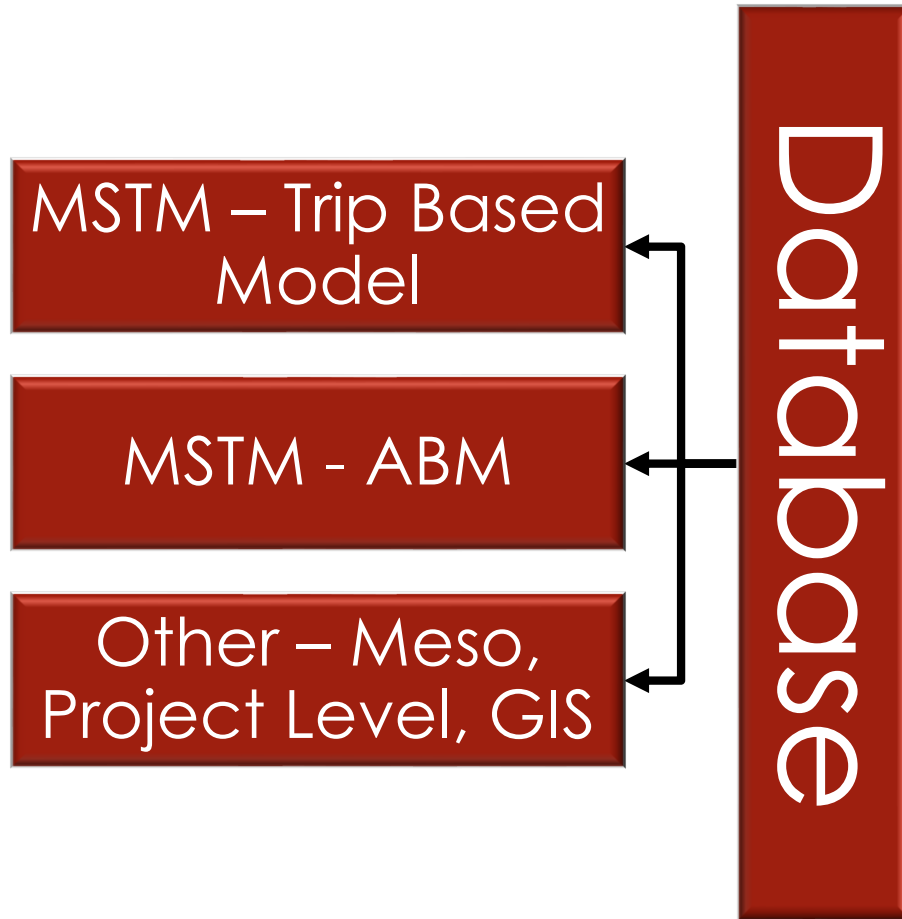 MSTM – Trip Based
Model
MSTM - ABM
Other – Meso,
Project Level, GIS
Database